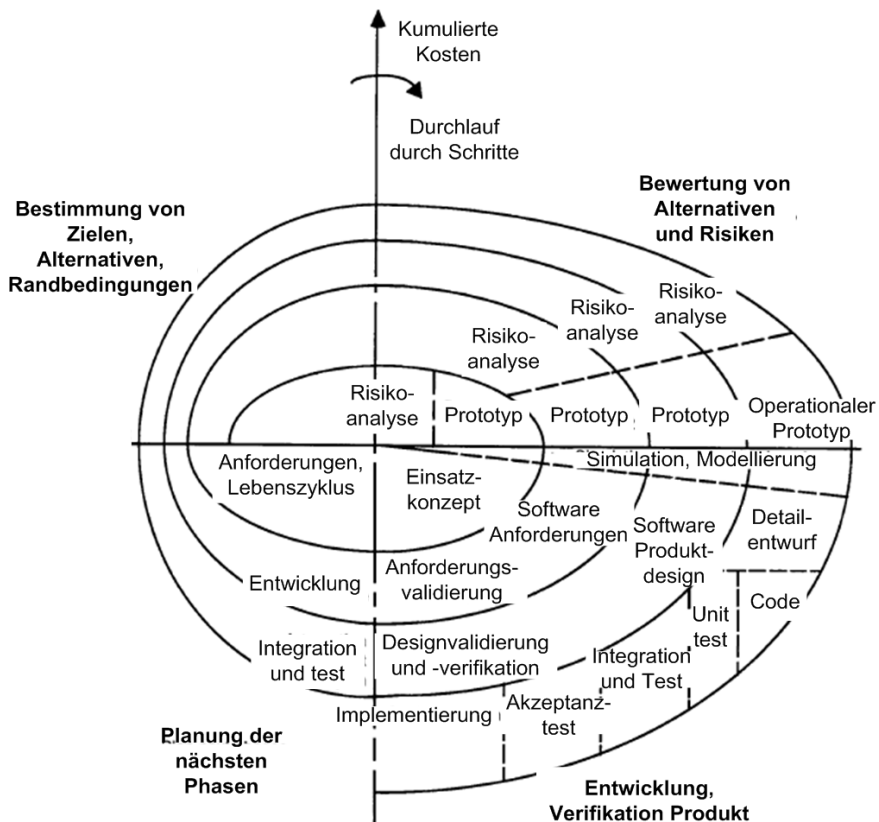 Kumulierte
Kosten
Durchlauf
durch Schritte
Bestimmung von
Zielen,
Alternativen,
Randbedingungen
Bewertung von
Alternativen
und Risiken
Risiko-
analyse
Risiko-
analyse
Risiko-
analyse
Risiko-
analyse
Prototyp
Prototyp
Prototyp
Operationaler
Prototyp
Anforderungen,
Lebenszyklus
Einsatz-
konzept
Simulation, Modellierung
Software
Anforderungen
Software
Produkt-
design
Detail-
entwurf
Entwicklung
Anforderungs-
validierung
Code
Unit
test
Integration
und test
Designvalidierung
und -verifikation
Integration
und Test
Implementierung
Akzeptanz-
test
Planung der
nächsten
Phasen
Entwicklung,
Verifikation Produkt